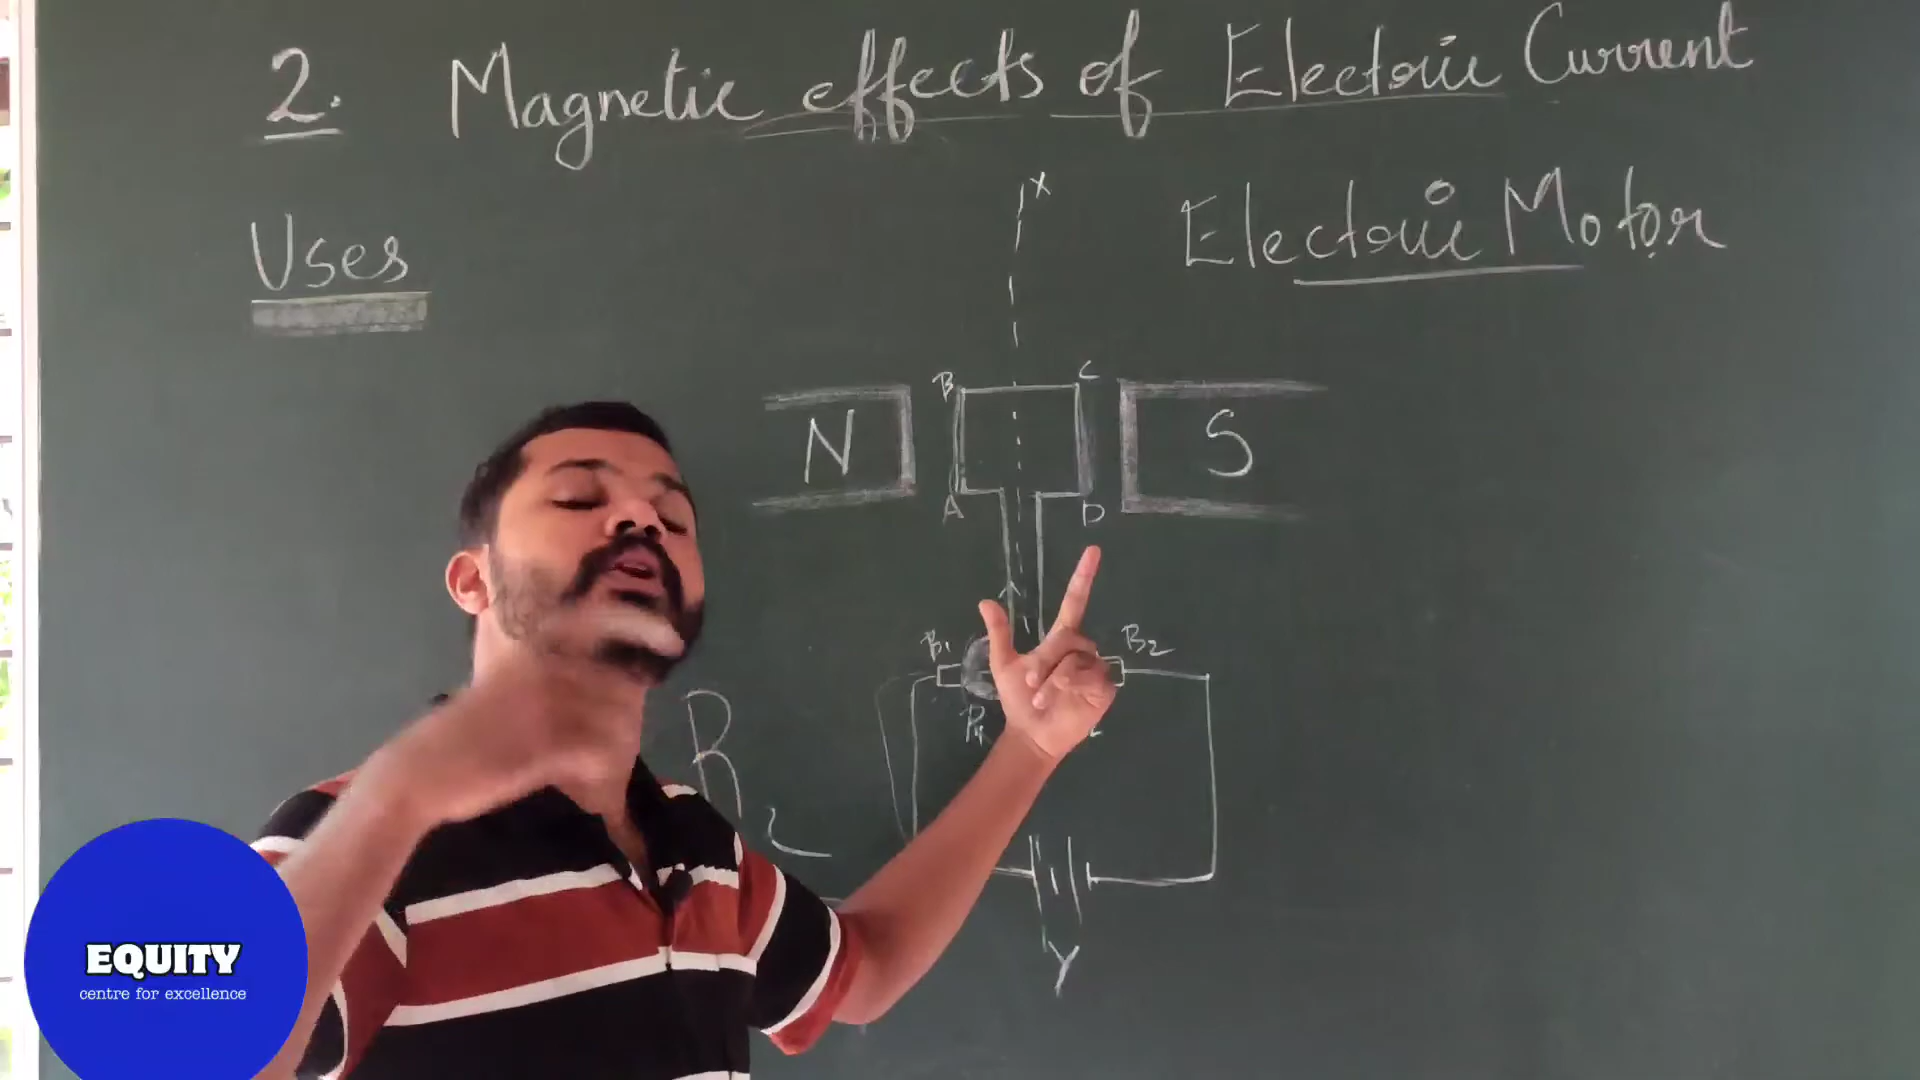 2. Magnetic effects of Electric Current
X
Uses
Electric Motor
B C
N S
A D
B1 B2
R
Y
EQUITY
centre for excellence